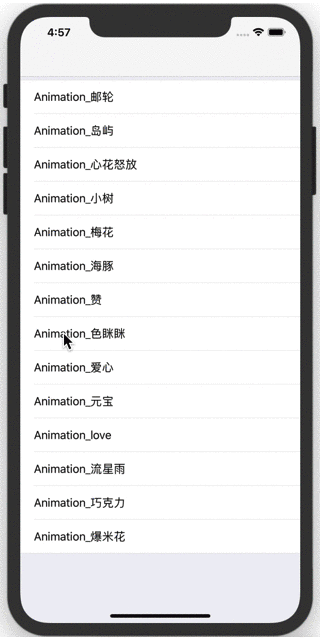 4:57
Animation_邮轮
Animation_岛屿
Animation_心花怒放
Animation_小树
Animation_梅花
Animation_海豚
Animation_赞
Animation_色眯眯
Animation_爱心
Animation_元宝
Animation_love
Animation_流星雨
Animation_巧克力
Animation_爆米花